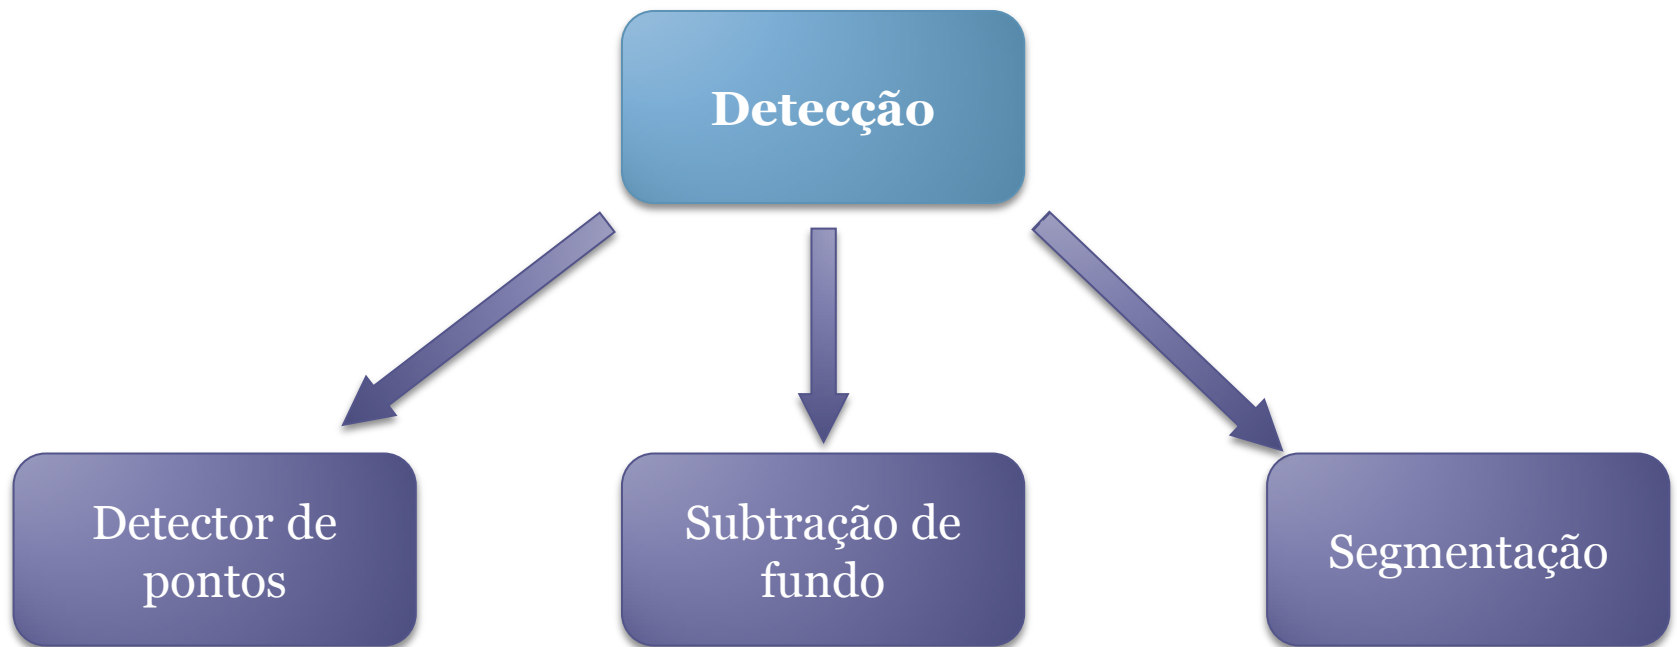 Detecção
Detector de
pontos
Subtração de
fundo
Segmentação